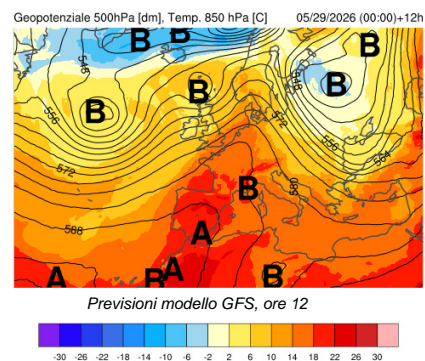 Geopotenziale 500hPa [dm], Temp. 850 hPa [C] 05/29/2026 (00:00)+12h
B B B
548
B B 548 B
556 572 556 564
572 B 580
588 A
A B A B
Previsioni modello GFS, ore 12
-30 -26 -22 -18 -14 -10 -6 -2 2 6 10 14 18 22 26 30